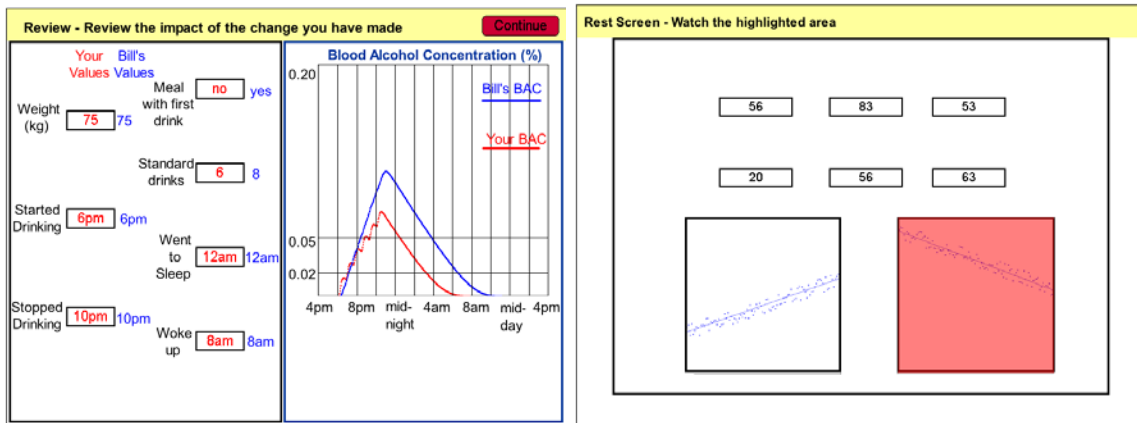 Review - Review the impact of the change you have made
Continue
Your Bill's
Values Values
Meal
with first
drink
no
yes
Weight
(kg)
75
75
Standard
drinks
6
8
Started
Drinking
6pm
6pm
Went
to
Sleep
12am
12am
Stopped
Drinking
10pm
10pm
Woke
up
8am
8am
Blood Alcohol Concentration (%)
0.20
Bill's BAC
Your BAC
0.05
0.02
4pm 8pm mid-night 4am 8am mid-day 4pm
Rest Screen - Watch the highlighted area
56 83 53
20 56 63